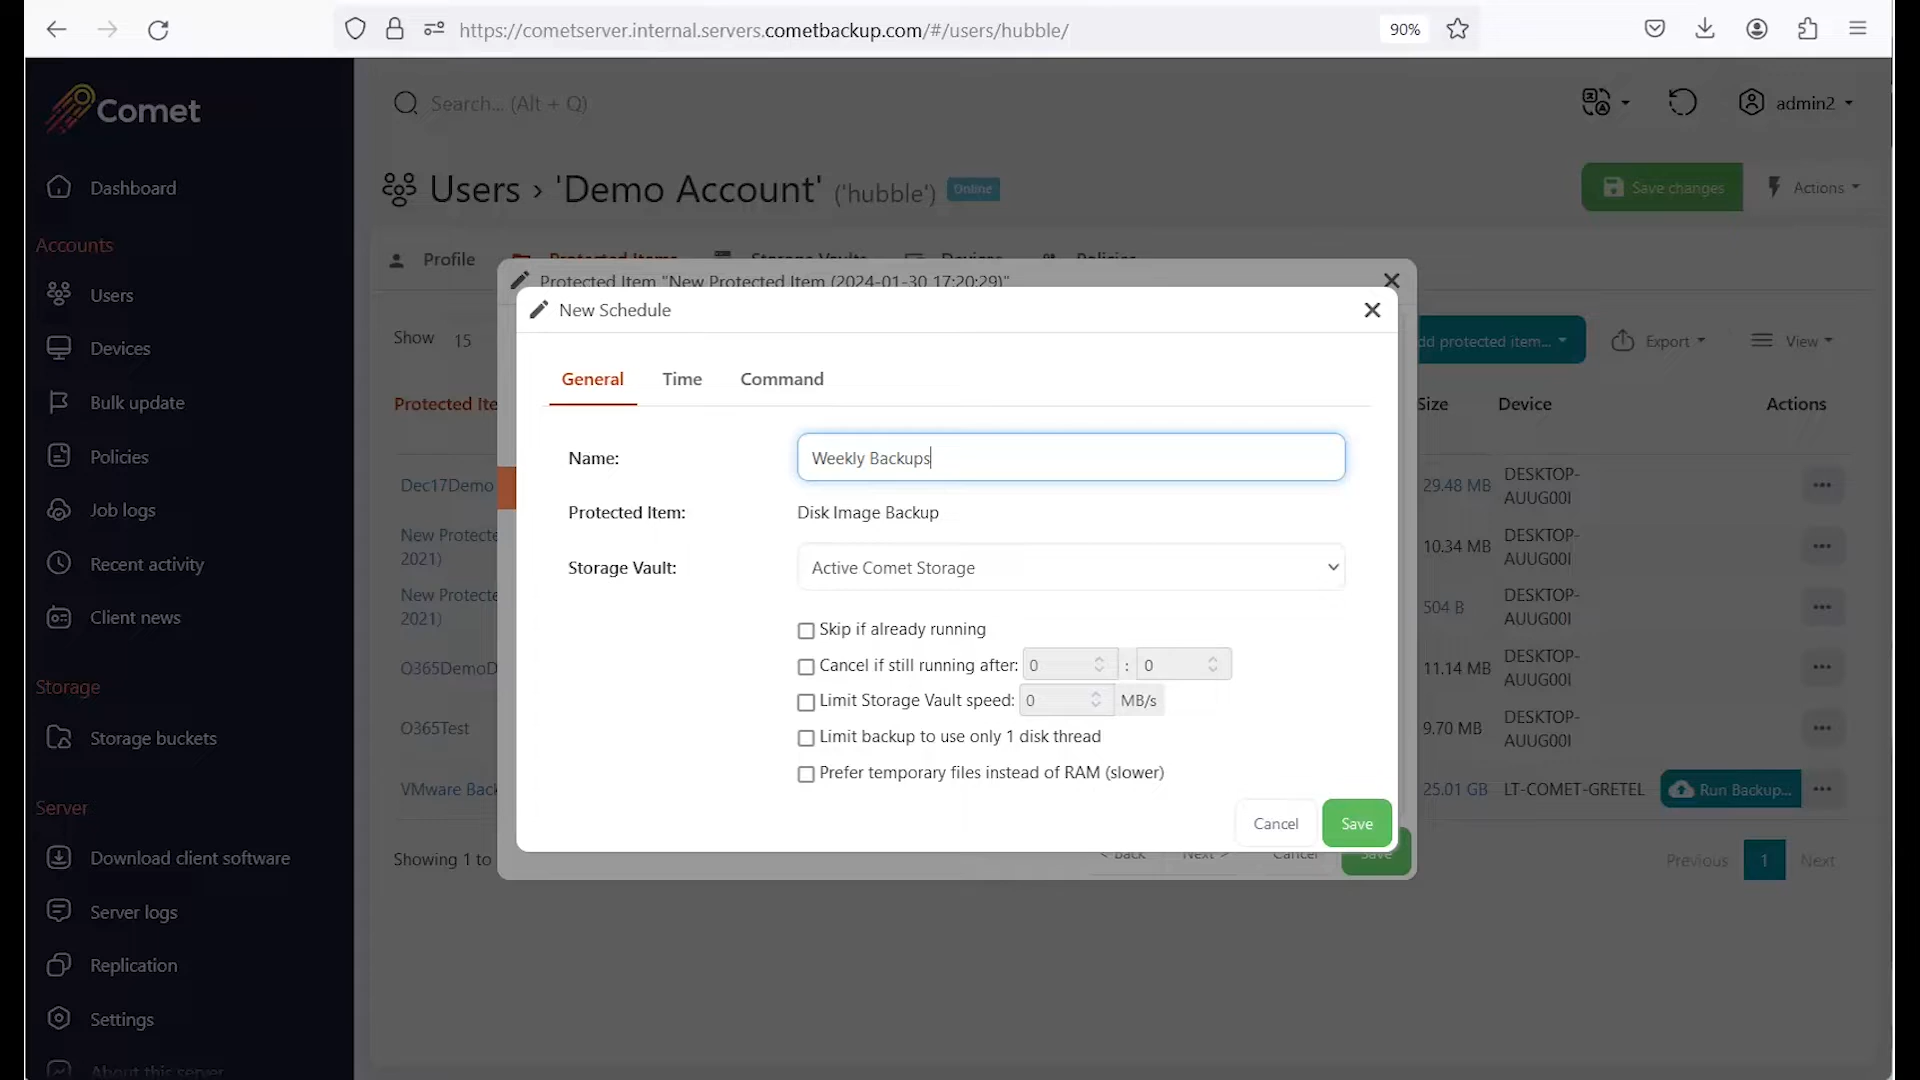 https://cometserver.internal.servers.cometbackup.com/#/users/hubble/
90%
Comet
Search... (Alt + Q)
admin2
Dashboard
Users › 'Demo Account' ('hubble')
Online
Save changes
Actions
Accounts
Profile
Protected Items
Storage Vaults
Devices
Policies
Protected Item "New Protected Item (2024-01-30 17:20:29)"
Users
New Schedule
Show 15
dd protected item...
Export
View
Devices
General
Time
Command
Bulk update
Protected Ite
Size
Device
Actions
Policies
Name:
Weekly Backups
Dec17Demo
29.48 MB
DESKTOP-
AUUG00I
Job logs
Protected Item:
Disk Image Backup
New Protecte
2021)
10.34 MB
DESKTOP-
AUUG00I
Recent activity
Storage Vault:
Active Comet Storage
New Protecte
2021)
504 B
DESKTOP-
AUUG00I
Client news
Skip if already running
Cancel if still running after: 0 : 0
O365DemoD
11.14 MB
DESKTOP-
AUUG00I
Storage
Limit Storage Vault speed: 0 MB/s
Storage buckets
Limit backup to use only 1 disk thread
O365Test
9.70 MB
DESKTOP-
AUUG00I
Prefer temporary files instead of RAM (slower)
VMware Back
25.01 GB
LT-COMET-GRETEL
Run Backup...
Server
Cancel
Save
Download client software
Showing 1 to
< Back
Next >
Cancel
Save
Previous
1
Next
Server logs
Replication
Settings
About this server